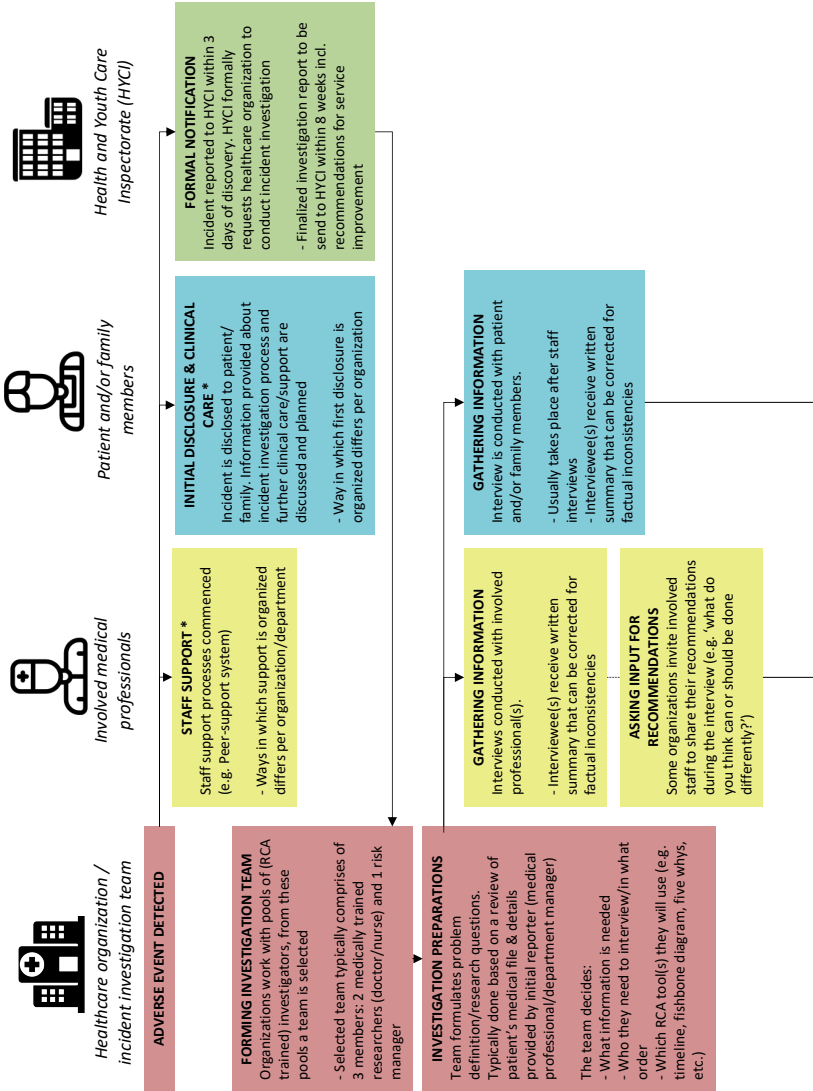 Healthcare organization /
incident investigation team
Involved medical
professionals
Patient and/or family
members
Health and Youth Care
Inspectorate (HYCI)
ADVERSE EVENT DETECTED
STAFF SUPPORT *
Staff support processes commenced
(e.g. Peer-support system)
- Ways in which support is organized
differs per organization/department
INITIAL DISCLOSURE & CLINICAL
CARE *
Incident is disclosed to patient/
family. Information provided about
incident investigation process and
further clinical care/support are
discussed and planned
- Way in which first disclosure is
organized differs per organization
FORMAL NOTIFICATION
Incident reported to HYCI within 3
days of discovery. HYCI formally
requests healthcare organization to
conduct incident investigation
- Finalized investigation report to be
send to HYCI within 8 weeks incl.
recommendations for service
improvement
FORMING INVESTIGATION TEAM
Organizations work with pools of (RCA
trained) investigators, from these
pools a team is selected
- Selected team typically comprises of
3 members: 2 medically trained
researchers (doctor/nurse) and 1 risk
manager
INVESTIGATION PREPARATIONS
Team formulates problem
definition/research questions.
Typically done based on a review of
patient's medical file & details
provided by initial reporter (medical
professional/department manager)
The team decides:
- What information is needed
- Who they need to interview/in what
order
- Which RCA tool(s) they will use (e.g.
timeline, fishbone diagram, five whys,
etc.)
GATHERING INFORMATION
Interviews conducted with involved
professional(s).
- Interviewee(s) receive written
summary that can be corrected for
factual inconsistencies
ASKING INPUT FOR
RECOMMENDATIONS
Some organizations invite involved
staff to share their recommendations
during the interview (e.g. 'what do
you think can or should be done
differently?')
GATHERING INFORMATION
Interview is conducted with patient
and/or family members.
- Usually takes place after staff
interviews
- Interviewee(s) receive written
summary that can be corrected for
factual inconsistencies